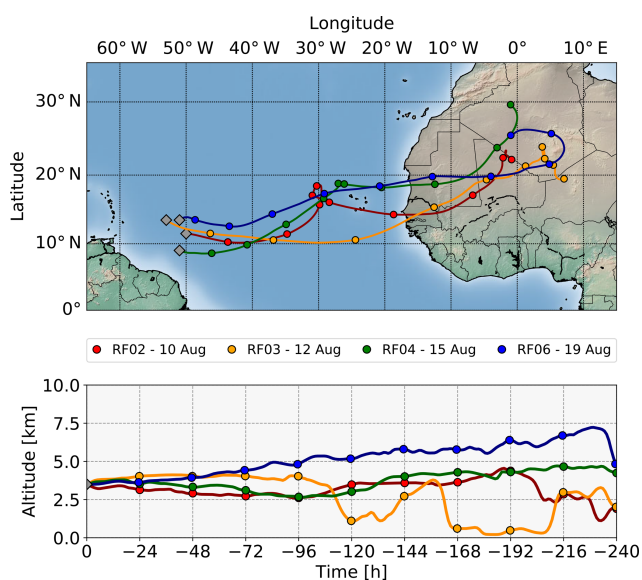 Longitude
60° W 50° W 40° W 30° W 20° W 10° W 0° 10° E
Latitude
30° N
20° N
10° N
0°
RF02 - 10 Aug RF03 - 12 Aug RF04 - 15 Aug RF06 - 19 Aug
Altitude [km]
10.0
7.5
5.0
2.5
0.0
0 −24 −48 −72 −96 −120 −144 −168 −192 −216 −240
Time [h]